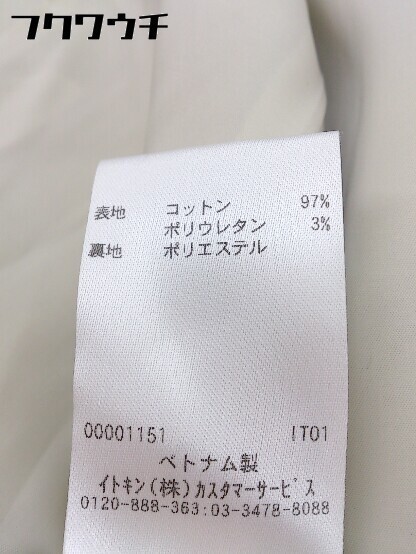 フクワウチ
表地 コットン 97%
ポリウレタン 3%
裏地 ポリエステル
00001151 IT01
ベトナム製
イトキン(株)カスタマーサービス
0120-888-363:03-3478-8088